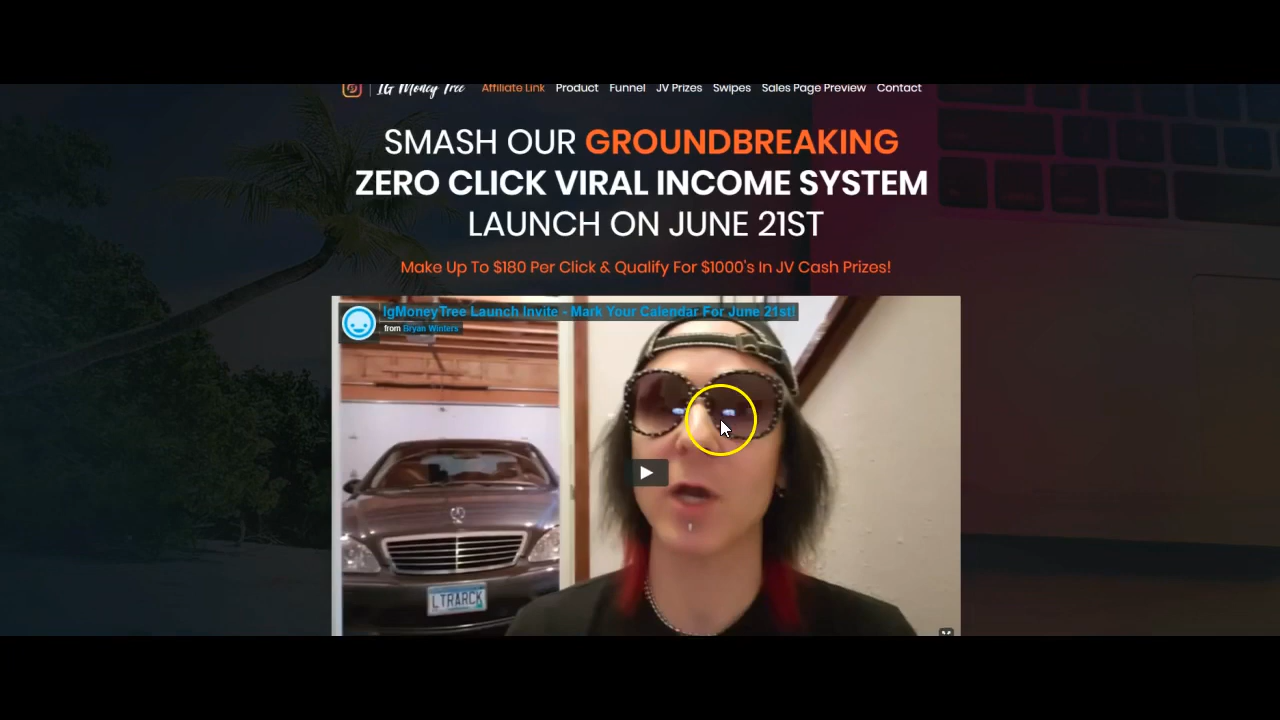 IG Money Tree Affiliate Link Product Funnel JV Prizes Swipes Sales Page Preview Contact
SMASH OUR GROUNDBREAKING
ZERO CLICK VIRAL INCOME SYSTEM
LAUNCH ON JUNE 21ST
Make Up To $180 Per Click & Qualify For $1000's In JV Cash Prizes!
IgMoneyTree Launch Invite - Mark Your Calendar For June 21st!
from Bryan Winters
LTRARCK